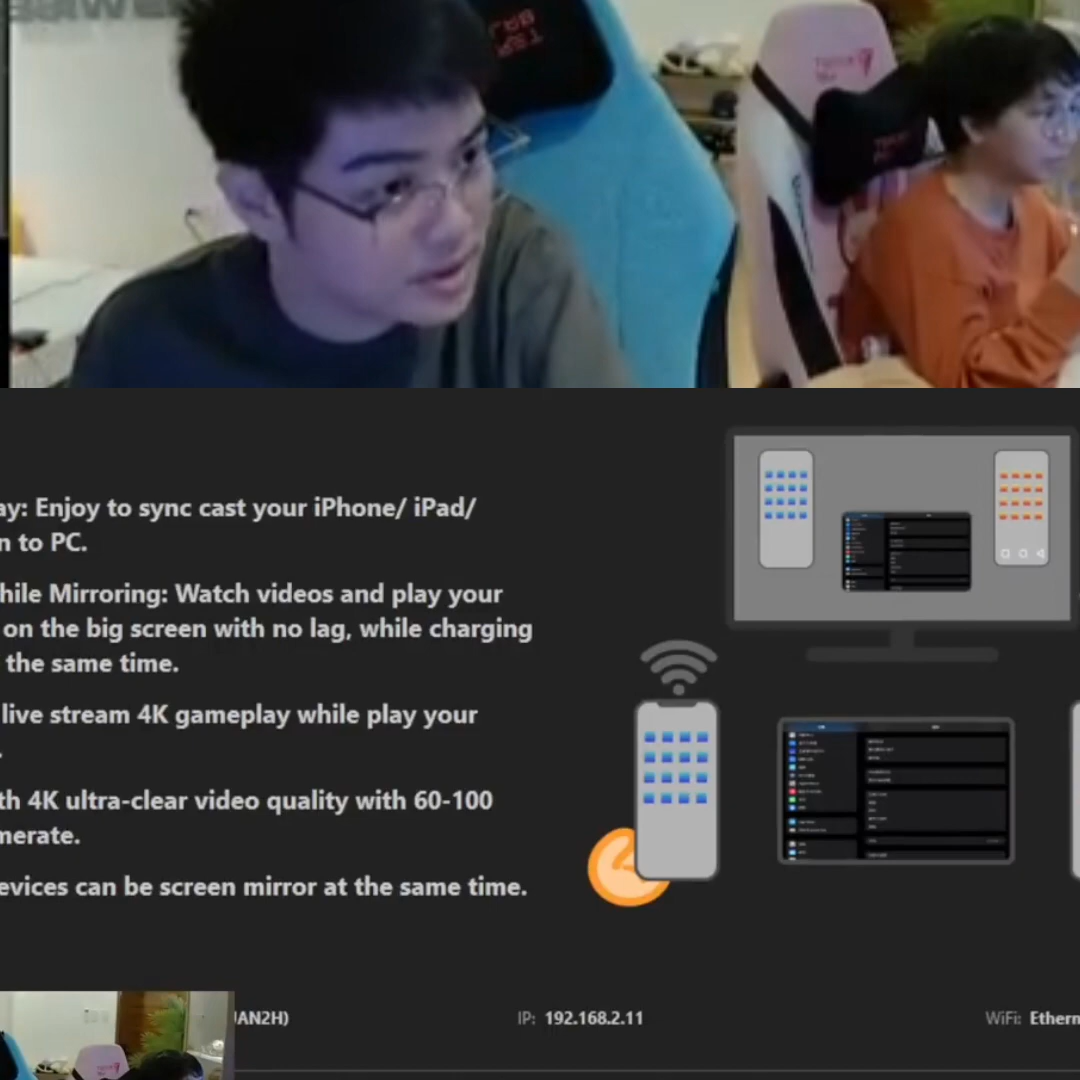 ay: Enjoy to sync cast your iPhone/ iPad/
n to PC.
hile Mirroring: Watch videos and play your
on the big screen with no lag, while charging
the same time.
live stream 4K gameplay while play your
.
th 4K ultra-clear video quality with 60-100
merate.
evices can be screen mirror at the same time.
IAN2H)
IP: 192.168.2.11
WiFi: Ethern